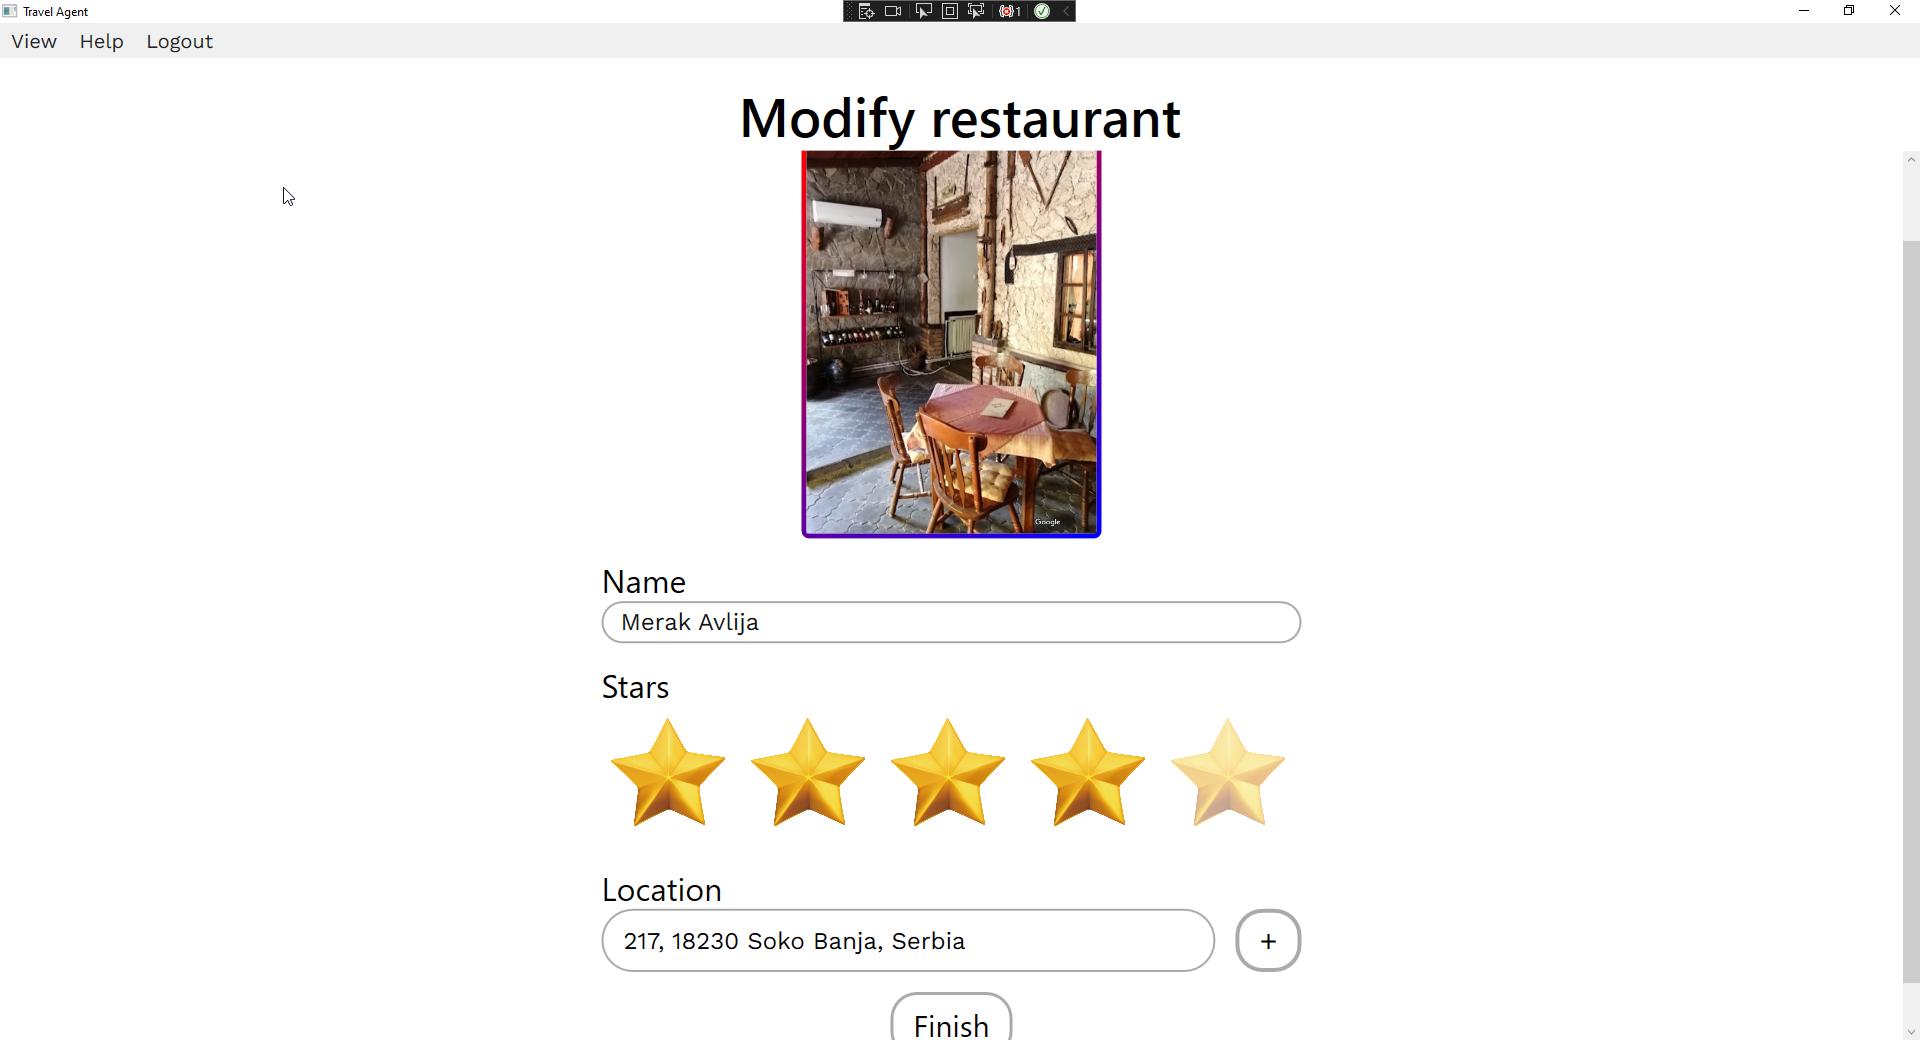 Travel Agent
1
View Help Logout
Modify restaurant
Google
Name
Merak Avlija
Stars
Location
217, 18230 Soko Banja, Serbia
+
Finish